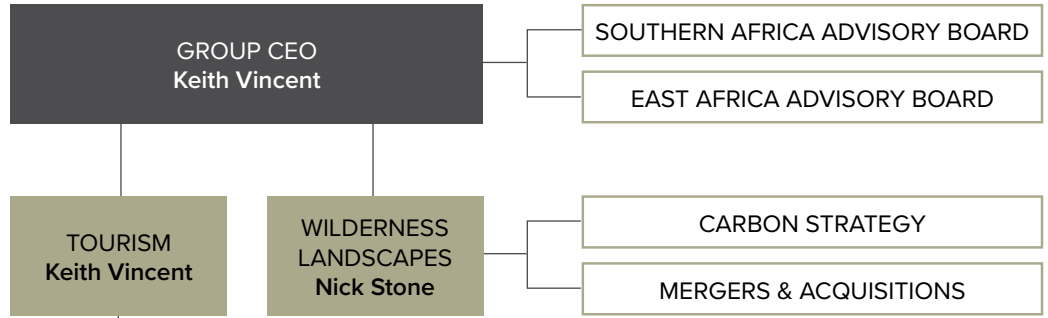 GROUP CEO
Keith Vincent
SOUTHERN AFRICA ADVISORY BOARD
EAST AFRICA ADVISORY BOARD
TOURISM
Keith Vincent
WILDERNESS
LANDSCAPES
Nick Stone
CARBON STRATEGY
MERGERS & ACQUISITIONS